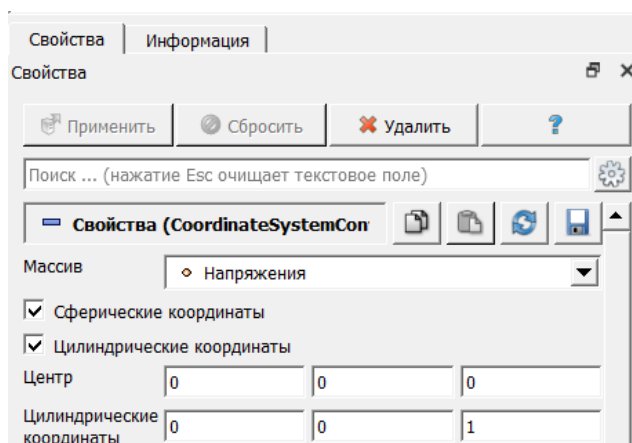 Свойства Информация
Свойства
Применить Сбросить Удалить ?
Поиск ... (нажатие Esc очищает текстовое поле)
Свойства (CoordinateSystemCon
Массив Напряжения
Сферические координаты
Цилиндрические координаты
Центр 0 0 0
Цилиндрические 0 0 1
координаты